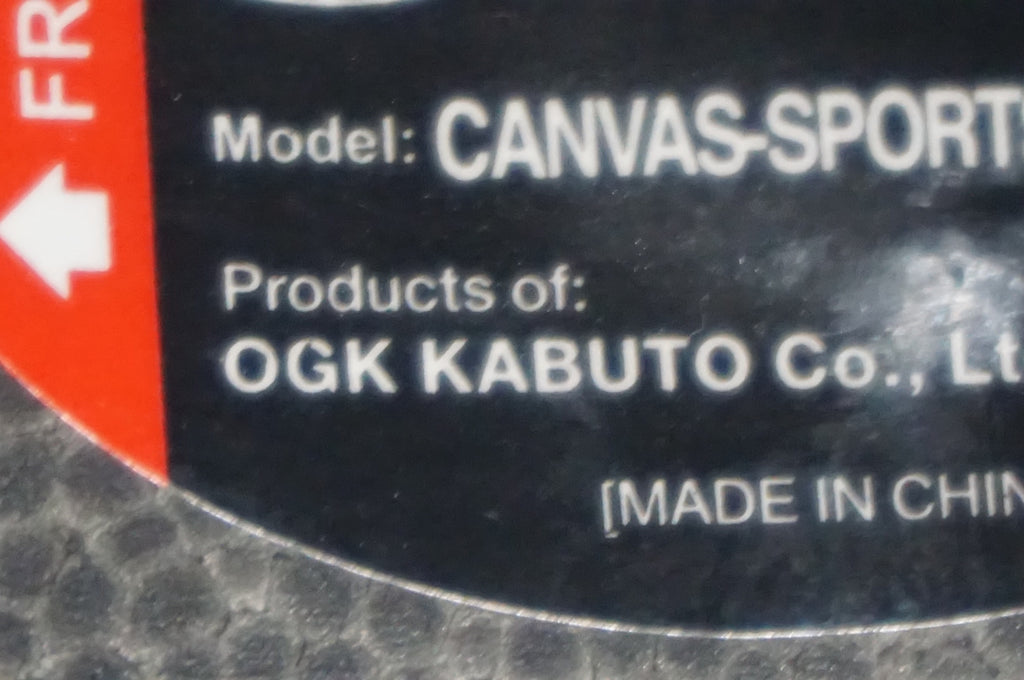 FR
Model: CANVAS-SPORT
Products of:
OGK KABUTO Co., Lt
[MADE IN CHIN